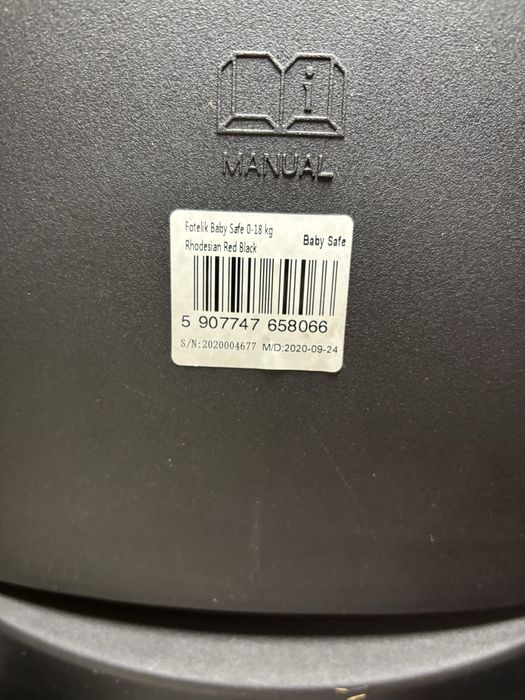 MANUAL
Fotelik Baby Safe 0-18 kg
Rhodesian Red Black
Baby Safe
5 907747 658066
S/N:2020004677 M/D:2020-09-24